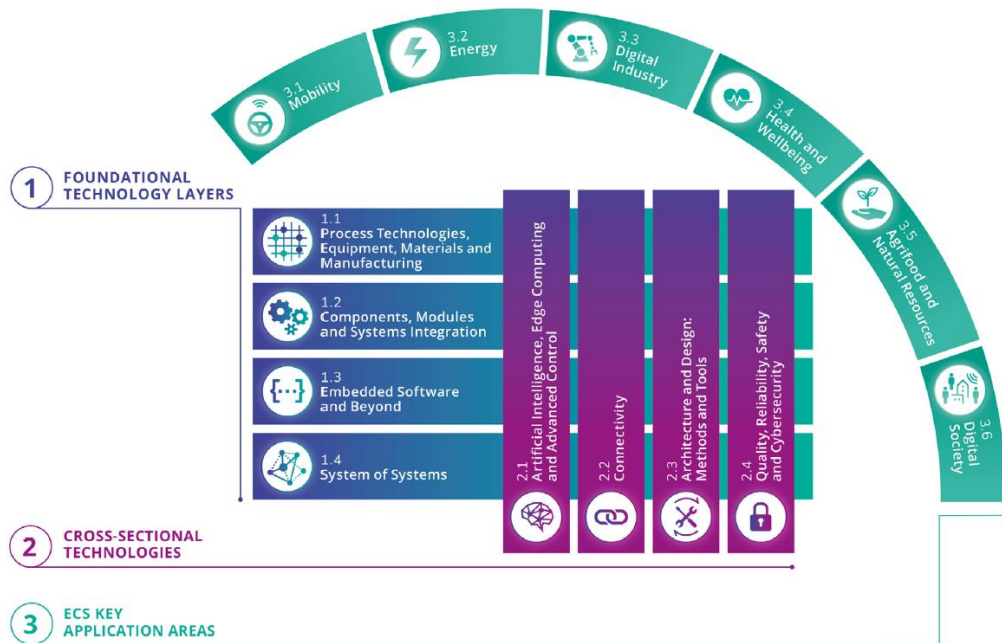 3.1
Mobility
3.2
Energy
3.3
Digital
Industry
3.4
Health and
Wellbeing
3.5
Agrifood and
Natural Resources
3.6
Digital
Society
1
FOUNDATIONAL
TECHNOLOGY LAYERS
1.1
Process Technologies,
Equipment, Materials and
Manufacturing
1.2
Components, Modules
and Systems Integration
1.3
Embedded Software
and Beyond
1.4
System of Systems
2.1
Artificial Intelligence, Edge Computing
and Advanced Control
2.2
Connectivity
2.3
Architecture and Design:
Methods and Tools
2.4
Quality, Reliability, Safety
and Cybersecurity
2
CROSS-SECTIONAL
TECHNOLOGIES
3
ECS KEY
APPLICATION AREAS